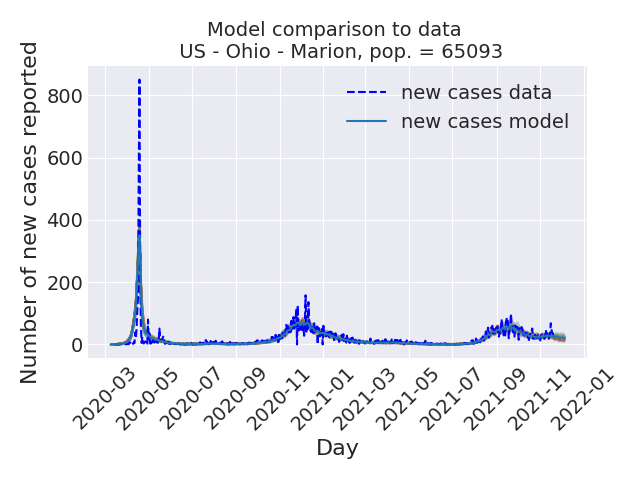 Model comparison to data
US - Ohio - Marion, pop. = 65093
Number of new cases reported
800
600
400
200
0
new cases data
new cases model
2020-03
2020-05
2020-07
2020-09
2020-11
2021-01
2021-03
2021-05
2021-07
2021-09
2021-11
2022-01
Day